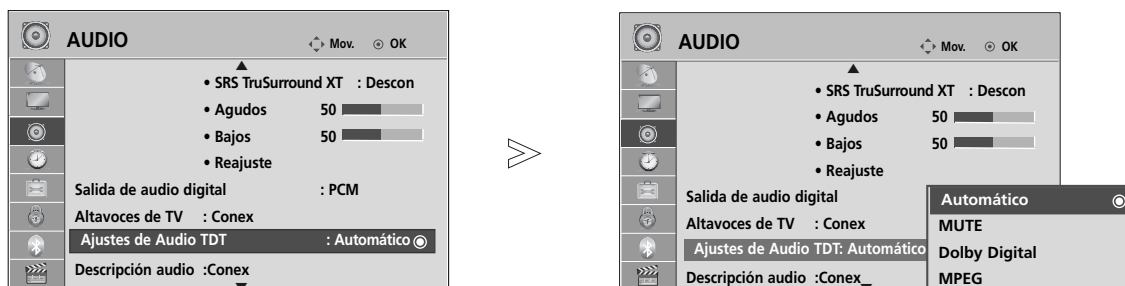 AUDIO
Mov. OK
• SRS TruSurround XT : Descon
• Agudos 50
• Bajos 50
• Reajuste
Salida de audio digital : PCM
Altavoces de TV : Conex
Ajustes de Audio TDT : Automático
Descripción audio :Conex
AUDIO
Mov. OK
• SRS TruSurround XT : Descon
• Agudos 50
• Bajos 50
• Reajuste
Salida de audio digital
Altavoces de TV : Conex
Ajustes de Audio TDT: Automático
Descripción audio :Conex
Automático
MUTE
Dolby Digital
MPEG